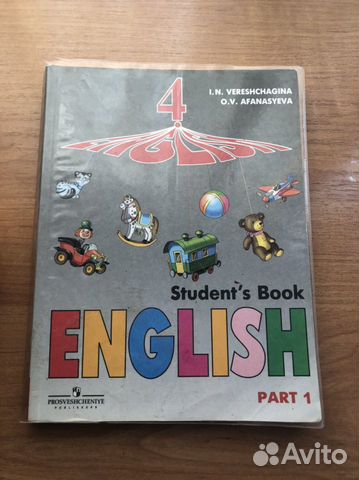 I.N. VERESHCHAGINA
O.V. AFANASYEVA
4
ENGLISH
Student's Book
ENGLISH
PART 1
PROSVESHCHENIYE
PUBLISHERS
Avito